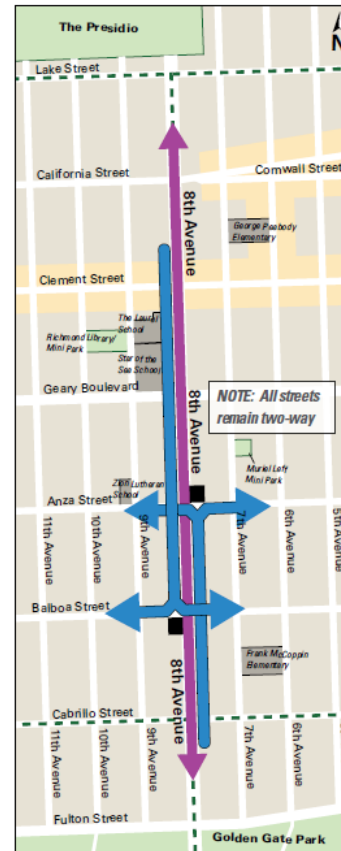 The Presidio
N
Lake Street
California Street
Cornwall Street
8th Avenue
George Peabody
Elementary
Clement Street
The Laurel
School
Richmond Library/
Mini Park
Star of the
Sea School
Geary Boulevard
8th Avenue
NOTE: All streets
remain two-way
Muriel Leff
Mini Park
Zion Lutheran
School
Anza Street
11th Avenue
10th Avenue
9th Avenue
7th Avenue
6th Avenue
5th
Balboa Street
8th Avenue
Frank McCoppin
Elementary
Cabrillo Street
11th Avenue
10th Avenue
9th Avenue
7th Avenue
6th Avenue
Fulton Street
Golden Gate Park